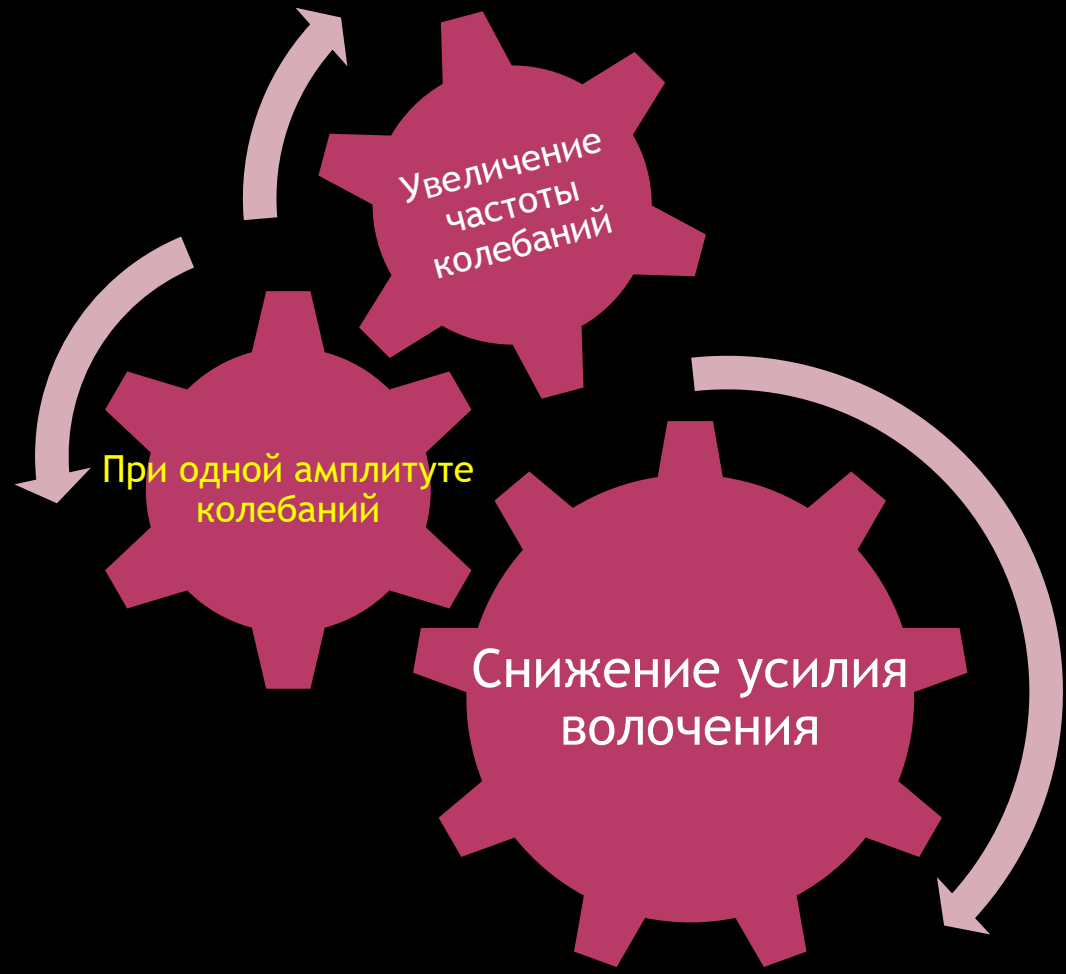 Увеличение
частоты
колебаний
При одной амплитуте
колебаний
Снижение усилия
волочения